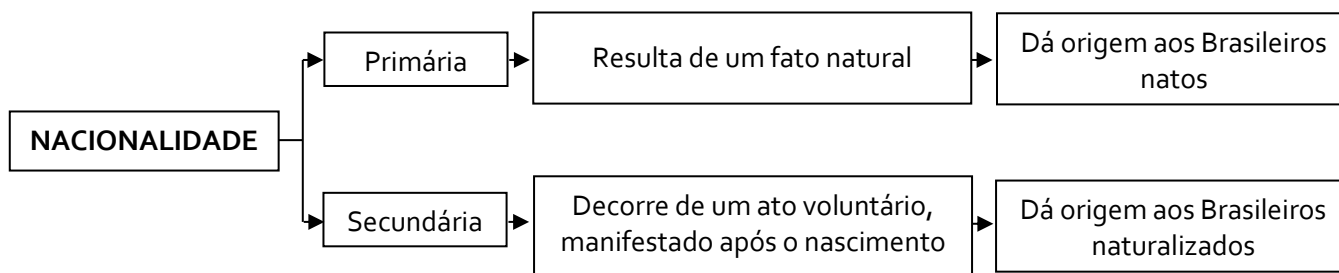 NACIONALIDADE
Primária
Resulta de um fato natural
Dá origem aos Brasileiros
natos
Secundária
Decorre de um ato voluntário,
manifestado após o nascimento
Dá origem aos Brasileiros
naturalizados